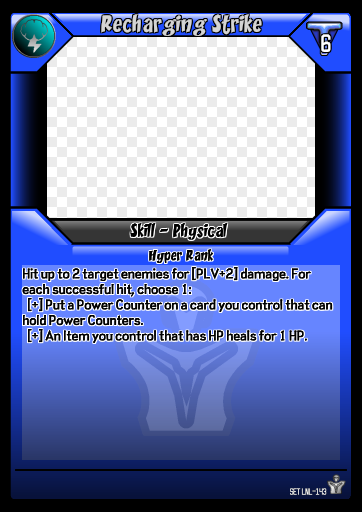 Recharging Strike
6
Skill - Physical
Hyper Rank
Hit up to 2 target enemies for [PLV+2] damage. For
each successful hit, choose 1:
[+] Put a Power Counter on a card you control that can
hold Power Counters.
[+] An Item you control that has HP heals for 1 HP.
SET LNL-143